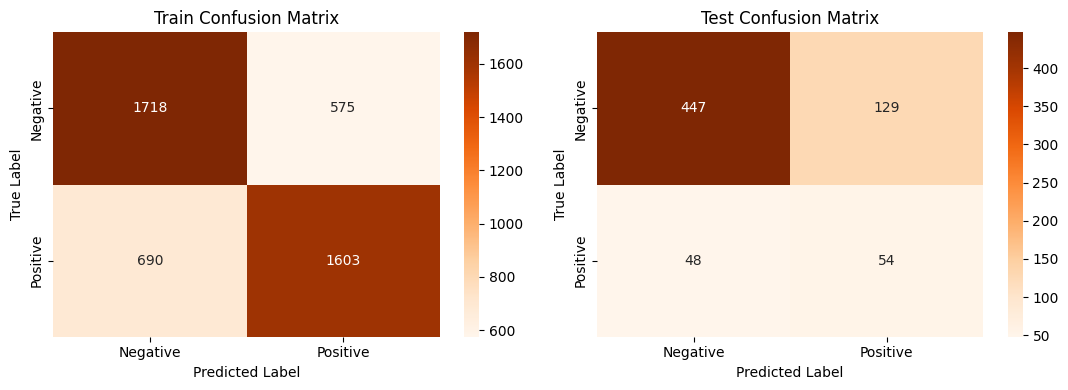 Train Confusion Matrix
True Label
Negative
Positive
1718
575
690
1603
Negative
Positive
Predicted Label
1600
1400
1200
1000
800
600
Test Confusion Matrix
True Label
Negative
Positive
447
129
48
54
Negative
Positive
Predicted Label
400
350
300
250
200
150
100
50